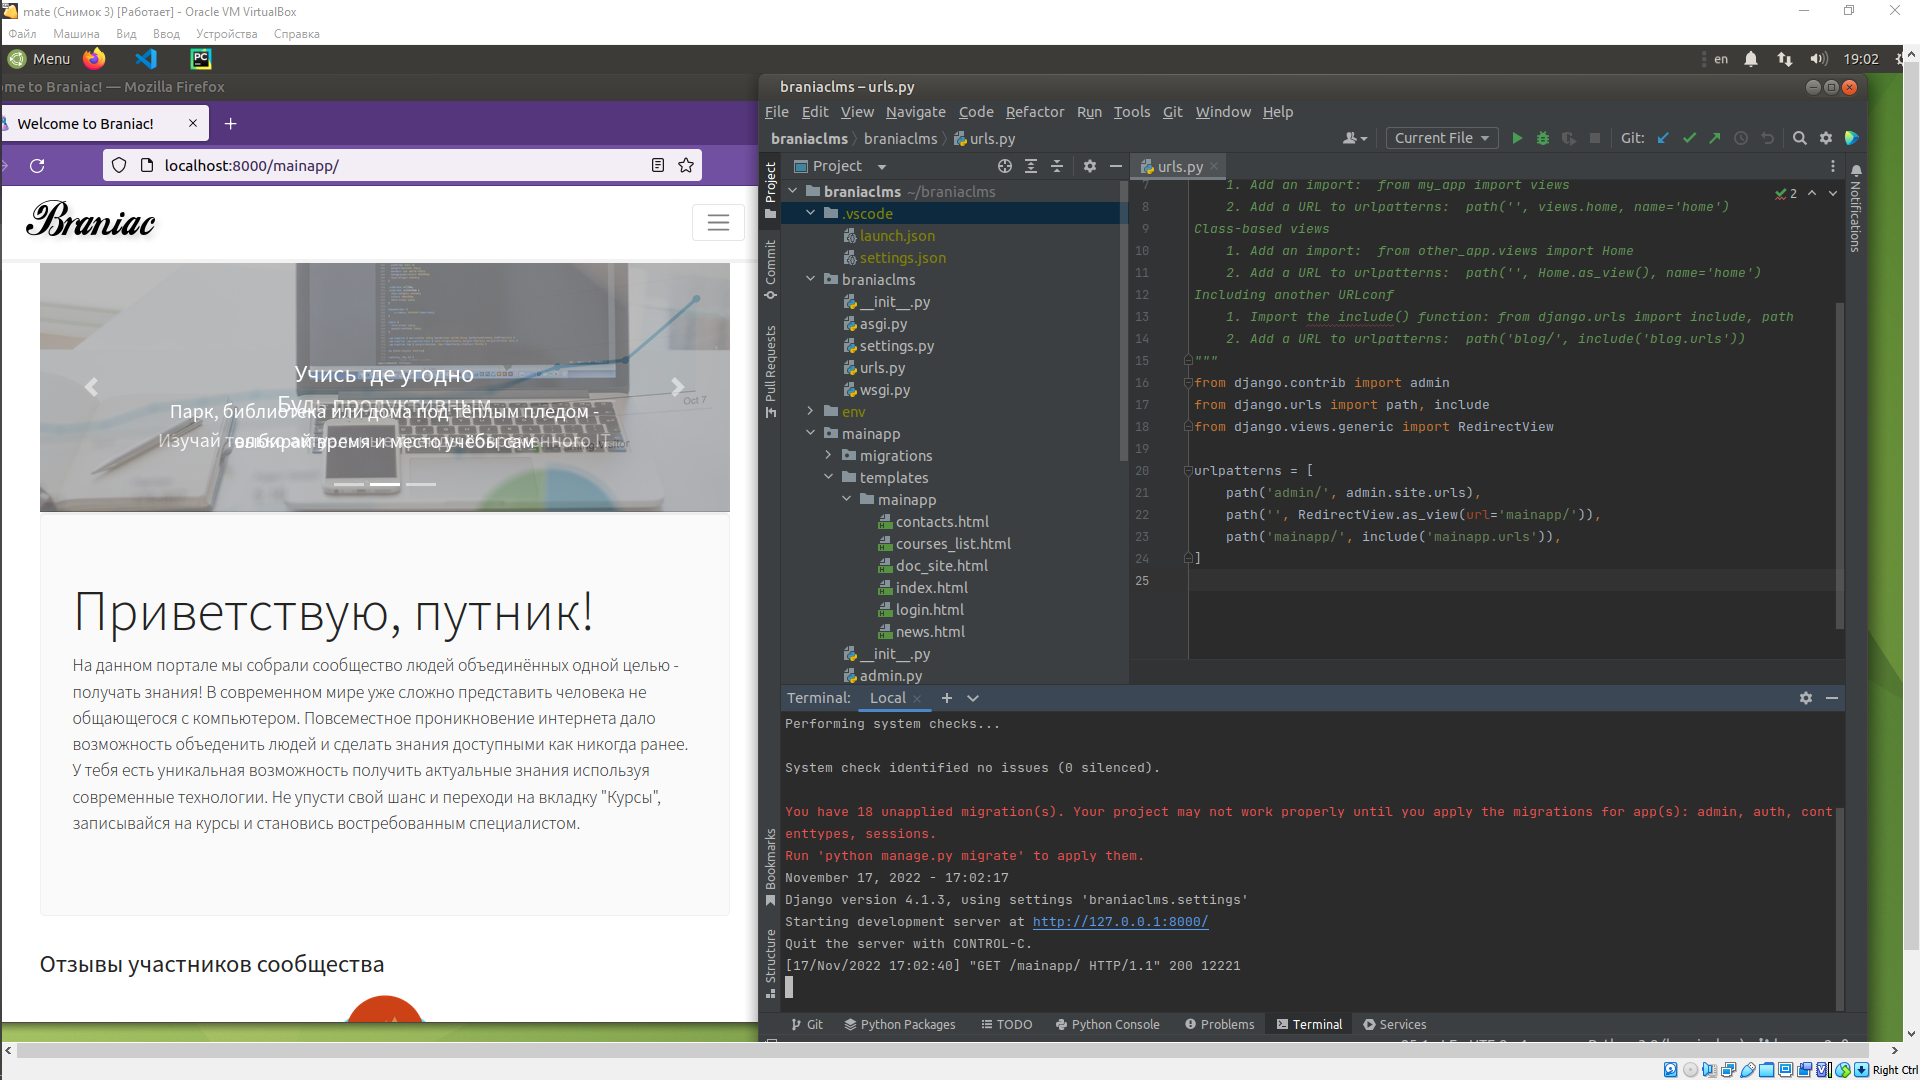 mate (Снимок 3) [Работает] - Oracle VM VirtualBox
Файл Машина Вид Ввод Устройства Справка
Menu
en 19:02
ome to Braniac! — Mozilla Firefox
Welcome to Braniac!
localhost:8000/mainapp/
Braniac
Учись где угодно
Будь продуктивным
Парк, библиотека или дома под тёплым пледом -
выбирай время и место учёбы сам
Oct 7
Приветствую, путник!
На данном портале мы собрали сообщество людей объединённых одной целью -
получать знания! В современном мире уже сложно представить человека не
общающегося с компьютером. Повсеместное проникновение интернета дало
возможность объеденить людей и сделать знания доступными как никогда ранее.
У тебя есть уникальная возможность получить актуальные знания используя
современные технологии. Не упусти свой шанс и переходи на вкладку "Курсы",
записывайся на курсы и становись востребованным специалистом.
Отзывы участников сообщества
braniaclms – urls.py
File Edit View Navigate Code Refactor Run Tools Git Window Help
braniaclms braniaclms urls.py
Current File
Git:
Project
Commit
Pull Requests
Bookmarks
Structure
Notifications
Project
braniaclms ~/braniaclms
.vscode
launch.json
settings.json
braniaclms
__init__.py
asgi.py
settings.py
urls.py
wsgi.py
env
mainapp
migrations
templates
mainapp
contacts.html
courses_list.html
doc_site.html
index.html
login.html
news.html
__init__.py
admin.py
urls.py
2
7 1. Add an import:  from my_app import views
8 2. Add a URL to urlpatterns:  path('', views.home, name='home')
9 Class-based views
10 1. Add an import:  from other_app.views import Home
11 2. Add a URL to urlpatterns:  path('', Home.as_view(), name='home')
12 Including another URLconf
13 1. Import the include() function: from django.urls import include, path
14 2. Add a URL to urlpatterns:  path('blog/', include('blog.urls'))
15 """
16 from django.contrib import admin
17 from django.urls import path, include
18 from django.views.generic import RedirectView
19
20 urlpatterns = [
21 path('admin/', admin.site.urls),
22 path('', RedirectView.as_view(url='mainapp/')),
23 path('mainapp/', include('mainapp.urls')),
24 ]
25
Terminal: Local
Performing system checks...
System check identified no issues (0 silenced).
You have 18 unapplied migration(s). Your project may not work properly until you apply the migrations for app(s): admin, auth, cont
enttypes, sessions.
Run 'python manage.py migrate' to apply them.
November 17, 2022 - 17:02:17
Django version 4.1.3, using settings 'braniaclms.settings'
Starting development server at http://127.0.0.1:8000/
Quit the server with CONTROL-C.
[17/Nov/2022 17:02:40] "GET /mainapp/ HTTP/1.1" 200 12221
Git Python Packages TODO Python Console Problems Terminal Services
Right Ctrl